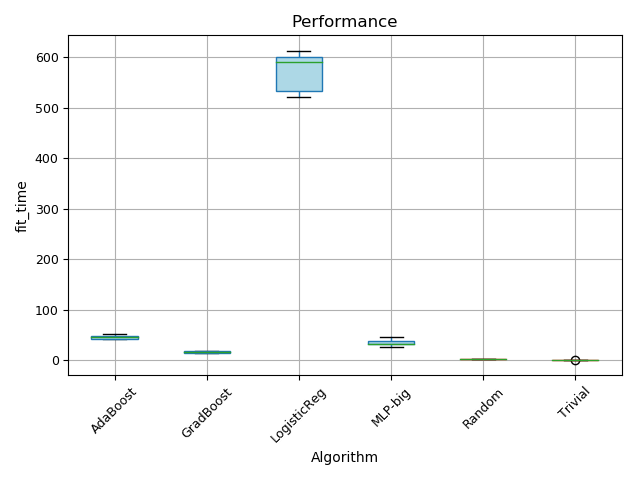 Performance
600
500
400
300
200
100
0
fit_time
AdaBoost
GradBoost
LogisticReg
MLP-big
Random
Trivial
Algorithm